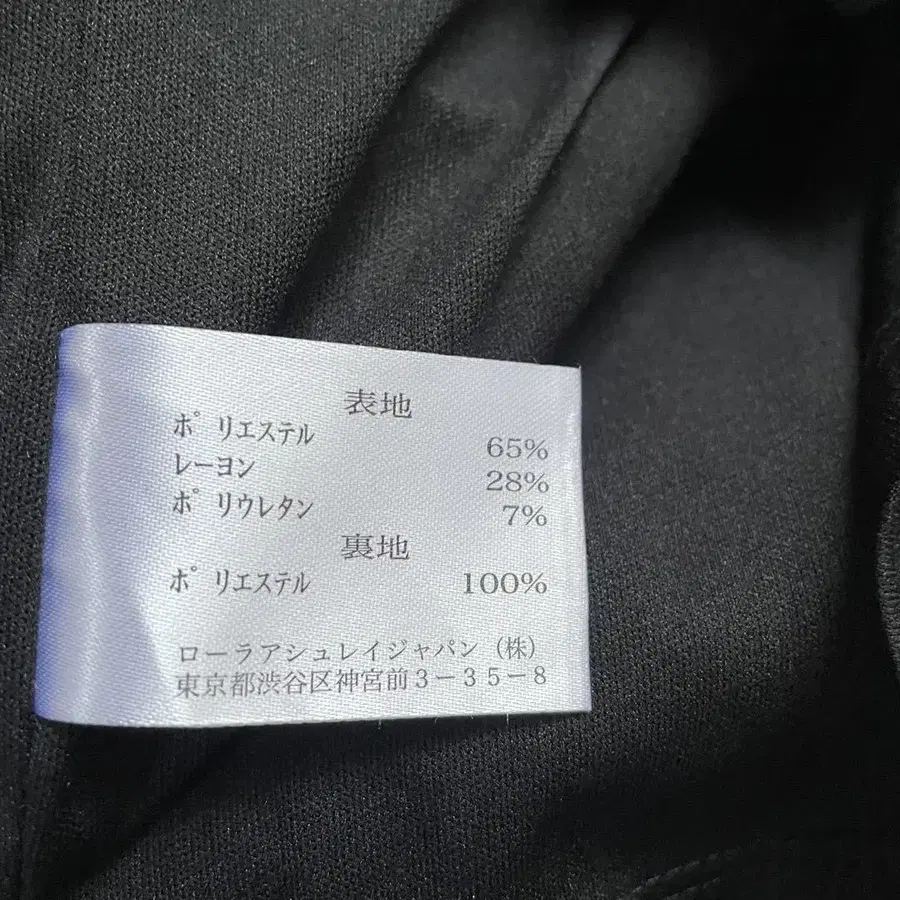 表地
ポリエステル 65%
レーヨン 28%
ポリウレタン 7%
裏地
ポリエステル 100%
ローラアシュレイジャパン（株）
東京都渋谷区神宮前3－35－8